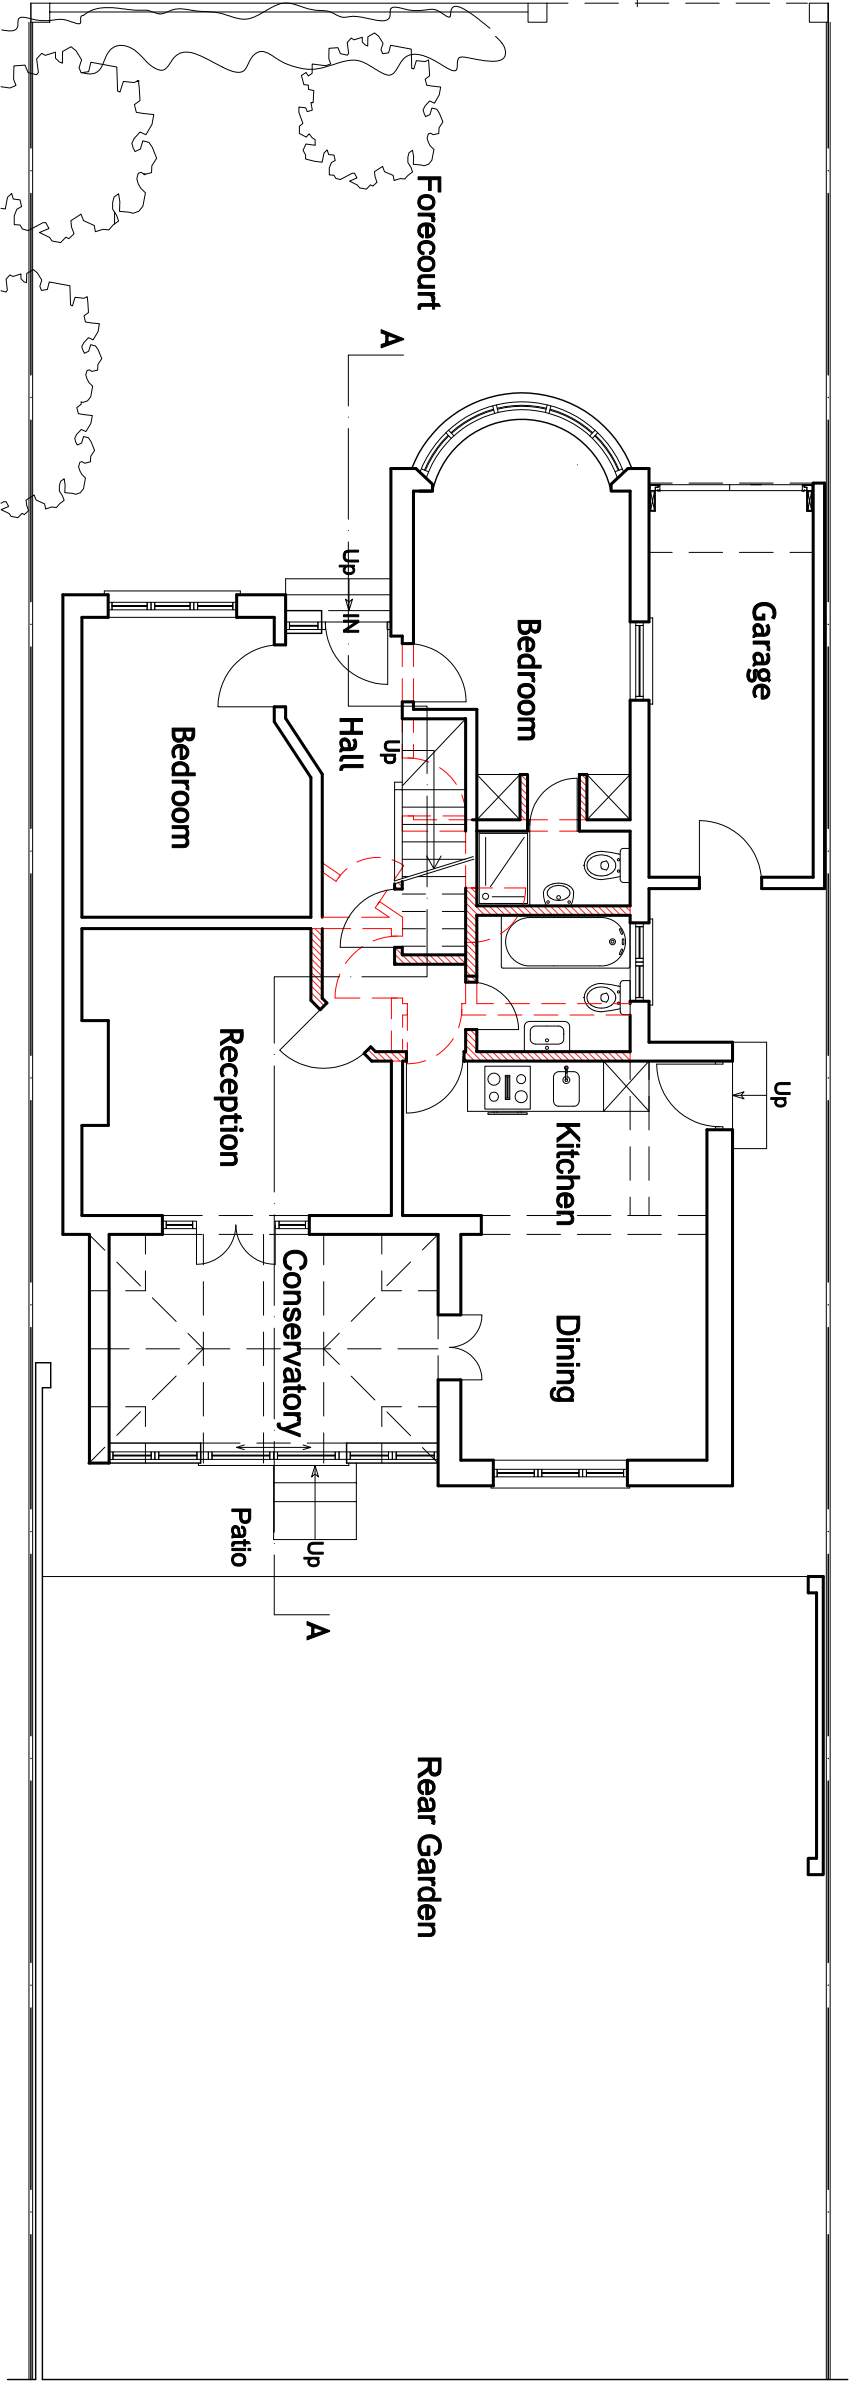 Forecourt
A
Garage
Up
IN
Bedroom
Hall
Up
Bedroom
Reception
Up
Kitchen
Conservatory
Dining
Patio
Up
A
Rear Garden